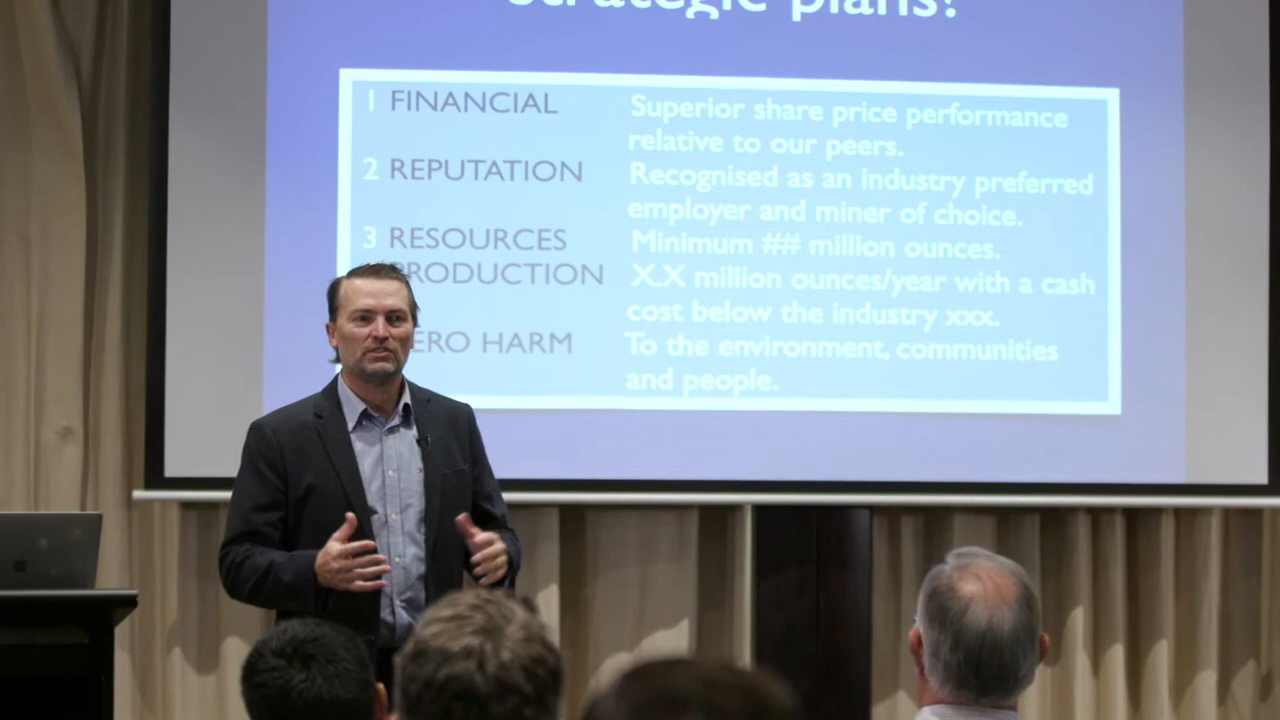 strategic plans?
1 FINANCIAL Superior share price performance
relative to our peers.
2 REPUTATION Recognised as an industry preferred
employer and miner of choice.
3 RESOURCES Minimum ## million ounces.
PRODUCTION X.X million ounces/year with a cash
cost below the industry xxx.
ERO HARM To the environment, communities
and people.